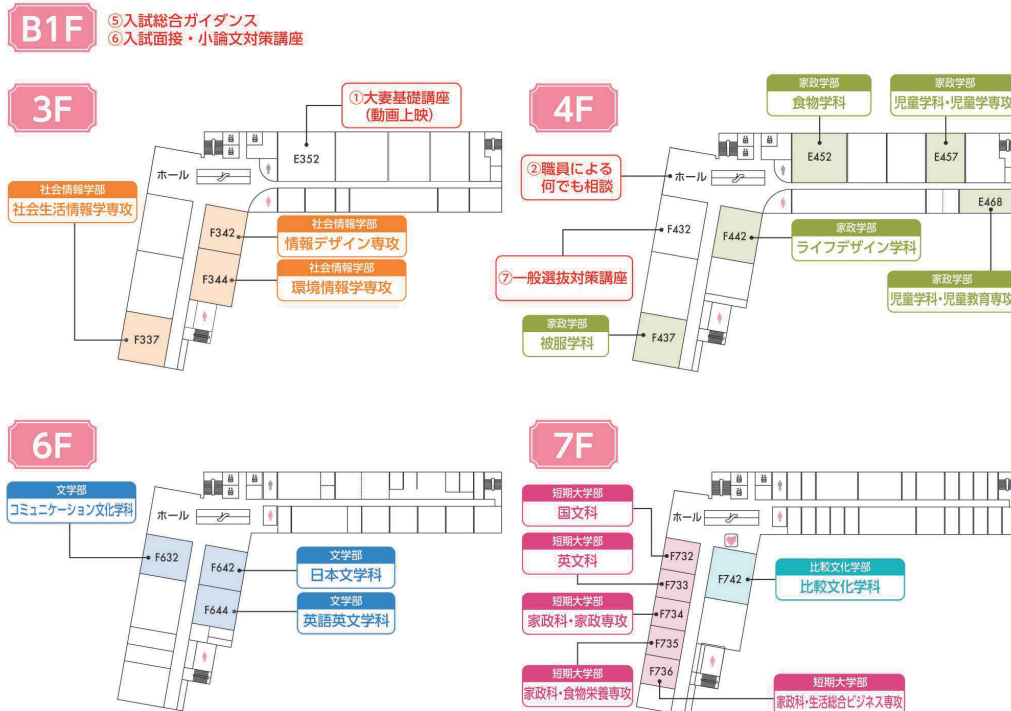 B1F
⑤入試総合ガイダンス
⑥入試面接・小論文対策講座
3F
①大妻基礎講座
(動画上映)
E352
ホール
社会情報学部
社会生活情報学専攻
F342
社会情報学部
情報デザイン専攻
F344
社会情報学部
環境情報学専攻
F337
4F
家政学部
食物学科
家政学部
児童学科・児童学専攻
E452
E457
②職員による
何でも相談
ホール
E468
F432
F442
家政学部
ライフデザイン学科
⑦一般選抜対策講座
家政学部
児童学科・児童教育専攻
家政学部
被服学科
F437
6F
文学部
コミュニケーション文化学科
ホール
F632
F642
文学部
日本文学科
F644
文学部
英語英文学科
7F
短期大学部
国文科
ホール
短期大学部
英文科
F732
F733
F742
比較文化学部
比較文化学科
短期大学部
家政科・家政専攻
F734
F735
短期大学部
家政科・食物栄養専攻
F736
短期大学部
家政科・生活総合ビジネス専攻